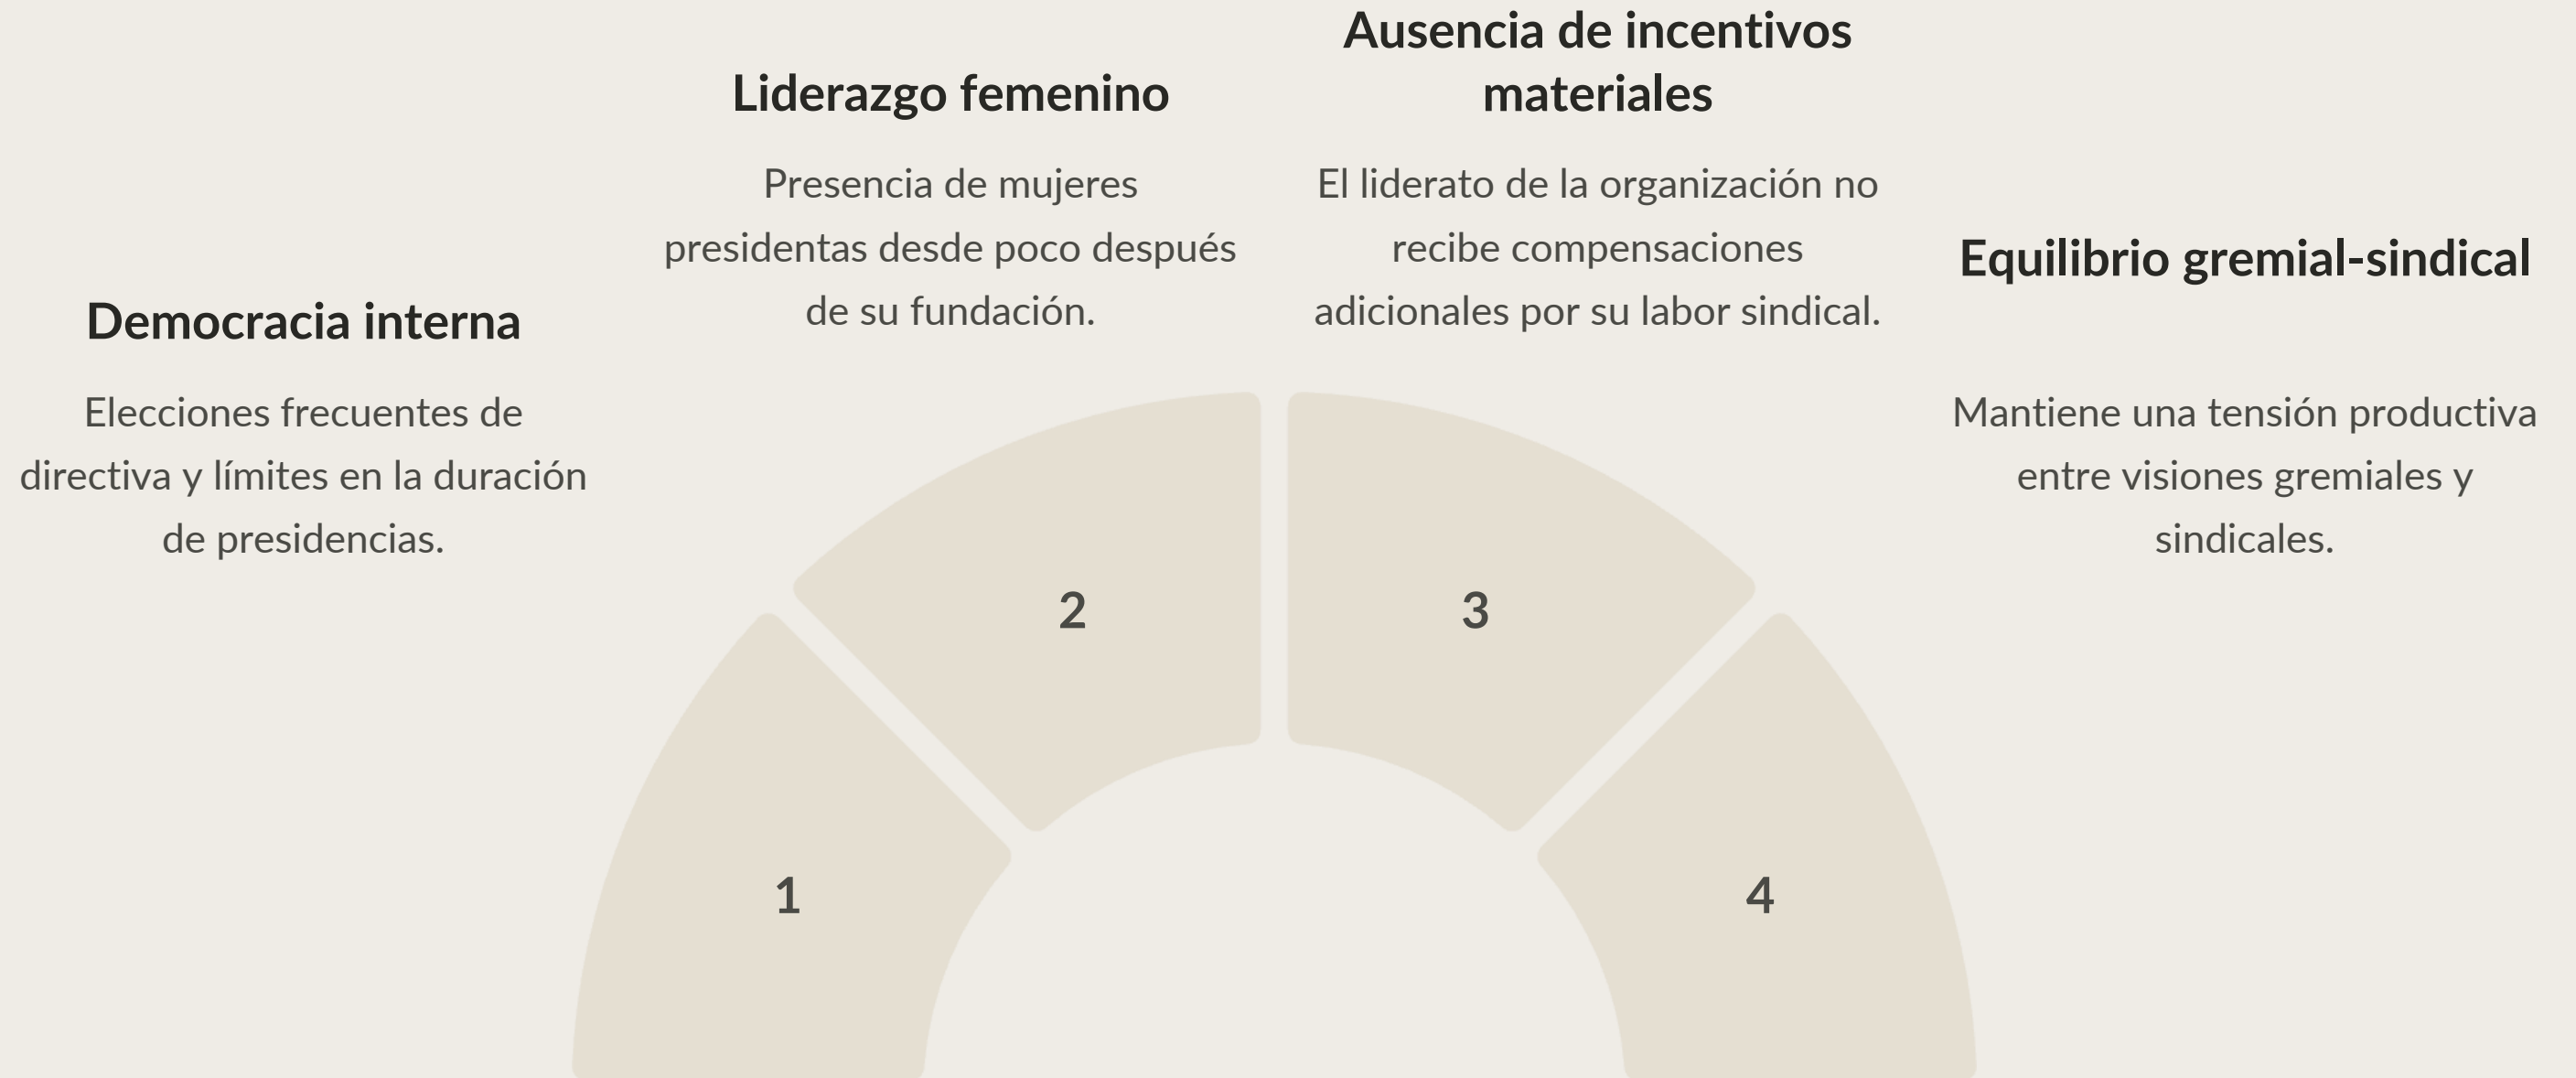 Democracia interna
Elecciones frecuentes de
directiva y límites en la duración
de presidencias.
Liderazgo femenino
Presencia de mujeres
presidentas desde poco después
de su fundación.
Ausencia de incentivos
materiales
El liderato de la organización no
recibe compensaciones
adicionales por su labor sindical.
Equilibrio gremial-sindical
Mantiene una tensión productiva
entre visiones gremiales y
sindicales.
1
2
3
4